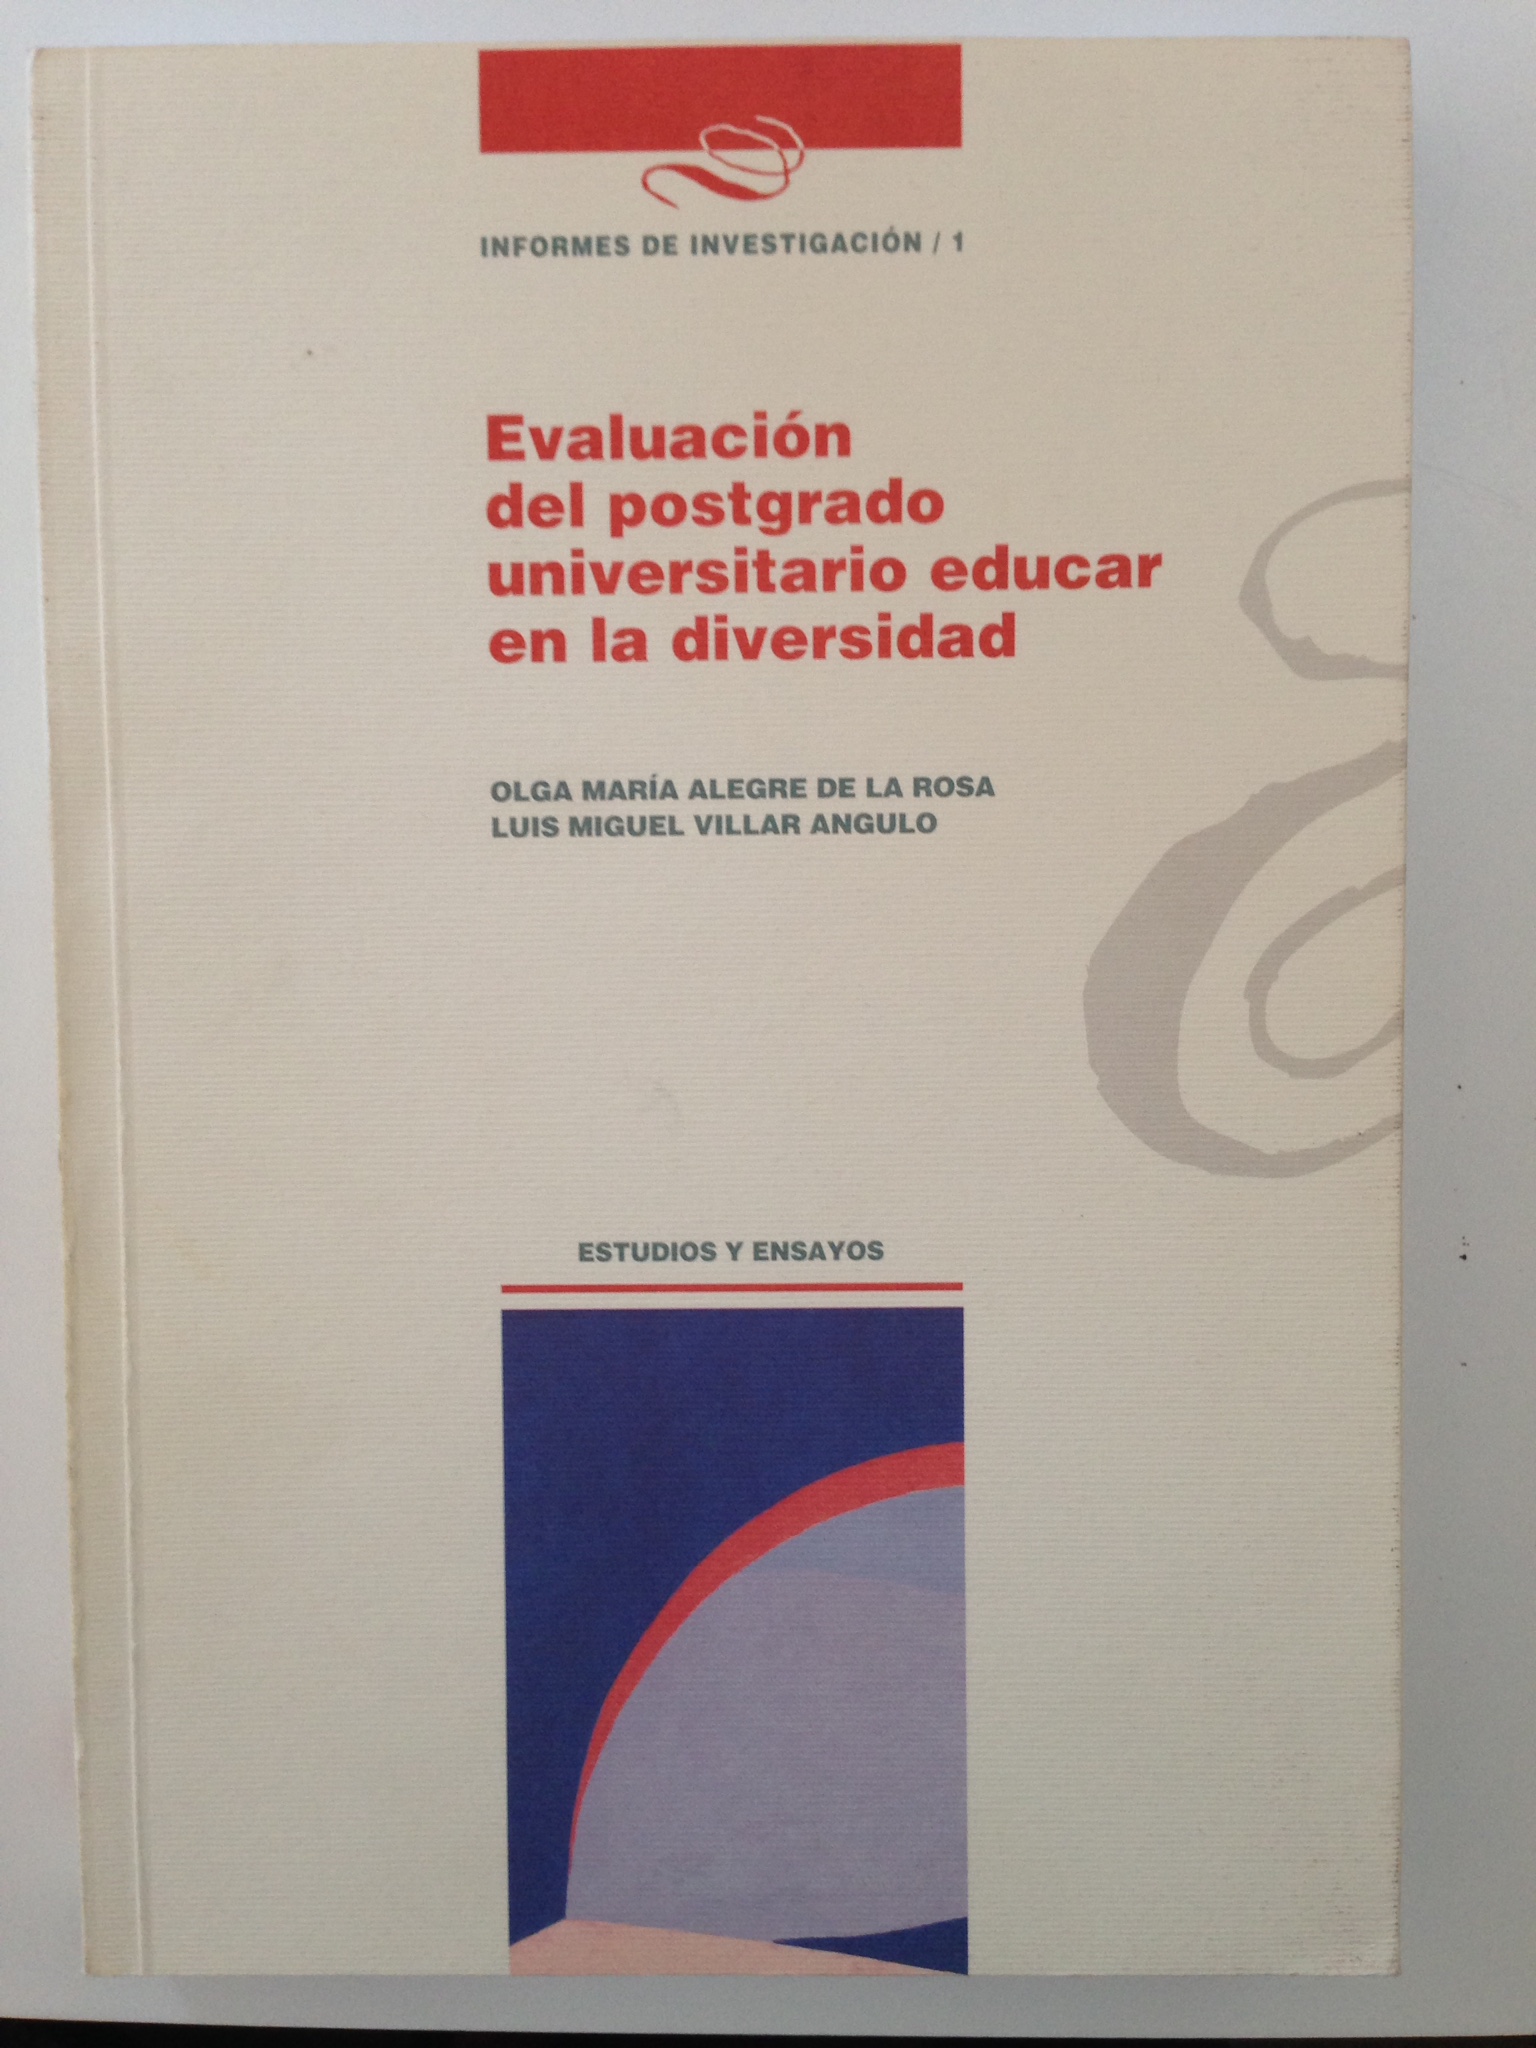 INFORMES DE INVESTIGACIÓN / 1
Evaluación
del postgrado
universitario educar
en la diversidad
OLGA MARÍA ALEGRE DE LA ROSA
LUIS MIGUEL VILLAR ANGULO
ESTUDIOS Y ENSAYOS